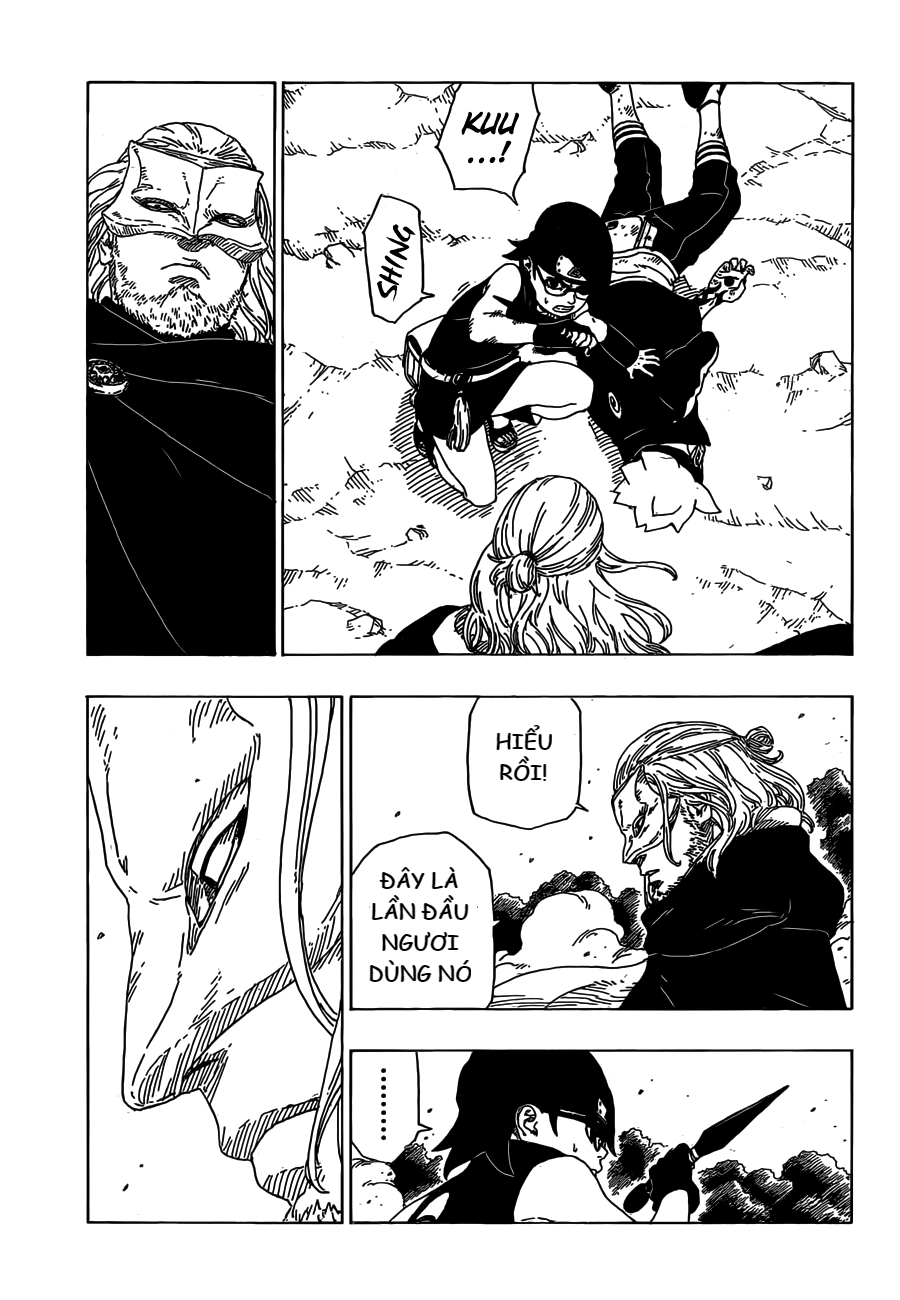 KUU
...!
SHING
HIỂU
RỒI!
ĐÂY LÀ
LẦN ĐẦU
NGƯƠI
DÙNG NÓ
.........